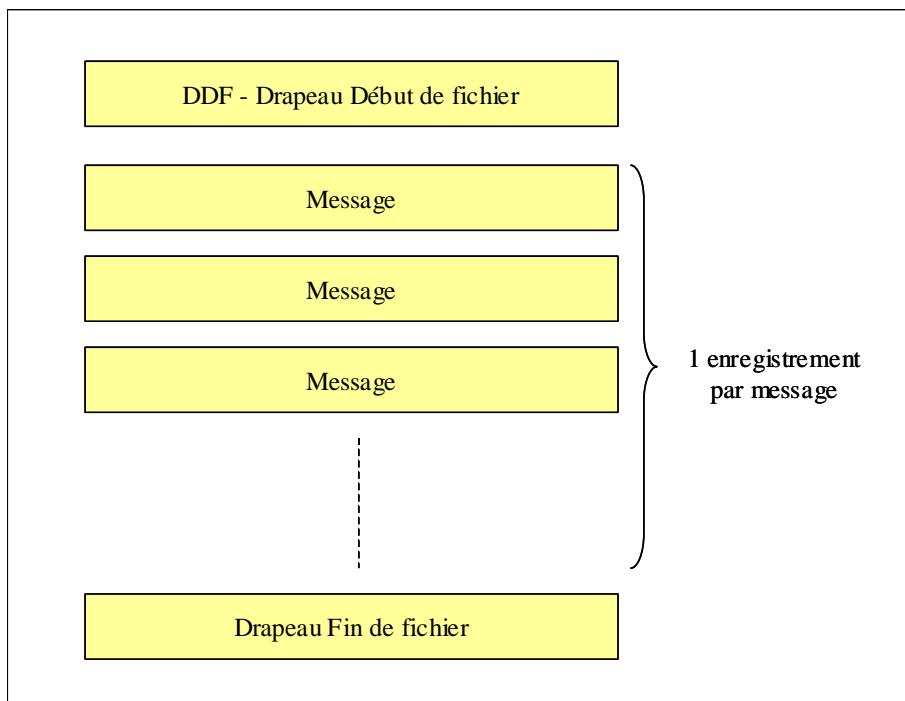 DDF - Drapeau Début de fichier
Message
Message
Message
1 enregistrement
par message
Drapeau Fin de fichier